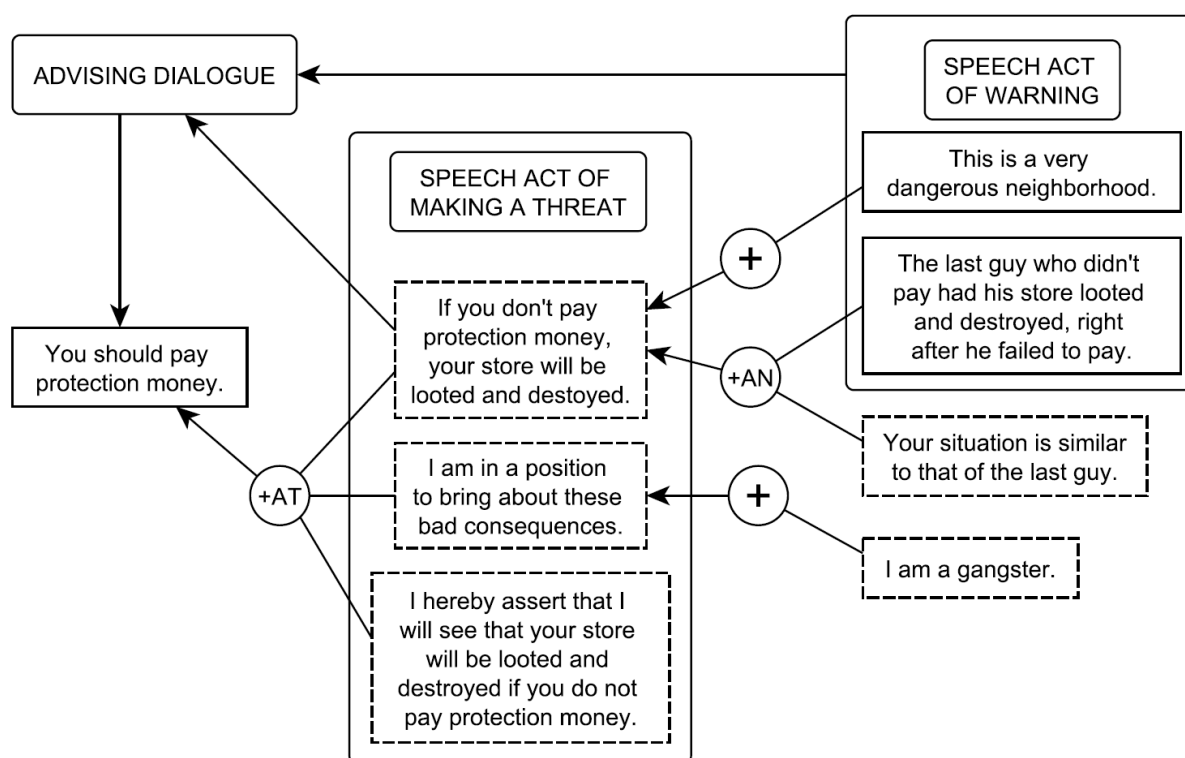 ADVISING DIALOGUE
SPEECH ACT
OF WARNING
This is a very
dangerous neighborhood.
The last guy who didn't
pay had his store looted
and destroyed, right
after he failed to pay.
SPEECH ACT OF
MAKING A THREAT
+
If you don't pay
protection money,
your store will be
looted and destoyed.
+AN
You should pay
protection money.
Your situation is similar
to that of the last guy.
+AT
I am in a position
to bring about these
bad consequences.
+
I am a gangster.
I hereby assert that I
will see that your store
will be looted and
destroyed if you do not
pay protection money.